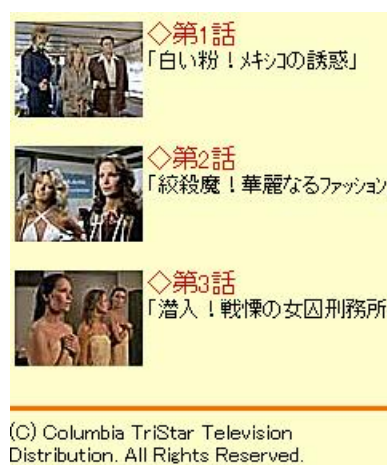 ◇第1話
「白い粉！ﾒｷｼｺの誘惑」
◇第2話
「絞殺魔！華麗なるﾌｧｯｼｮﾝ
◇第3話
「潜入！戦慄の女囚刑務所
(C) Columbia TriStar Television
Distribution. All Rights Reserved.